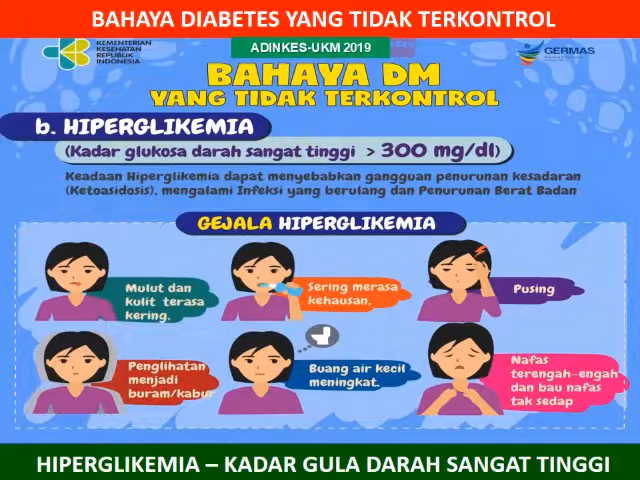 BAHAYA DIABETES YANG TIDAK TERKONTROL
KEMENTERIAN
KESEHATAN
REPUBLIK
INDONESIA
ADINKES-UKM 2019
GERMAS
BAHAYA DM
YANG TIDAK TERKONTROL
b. HIPERGLIKEMIA
(Kadar glukosa darah sangat tinggi > 300 mg/dl)
Keadaan Hiperglikemia dapat menyebabkan gangguan penurunan kesadaran
(Ketoasidosis), mengalami Infeksi yang berulang dan Penurunan Berat Badan
GEJALA HIPERGLIKEMIA
Mulut dan
kulit terasa
kering.
Sering merasa
kehausan.
Pusing
Penglihatan
menjadi
buram/kabur
Buang air kecil
meningkat.
Nafas
terengah-engah
dan bau nafas
tak sedap
HIPERGLIKEMIA – KADAR GULA DARAH SANGAT TINGGI